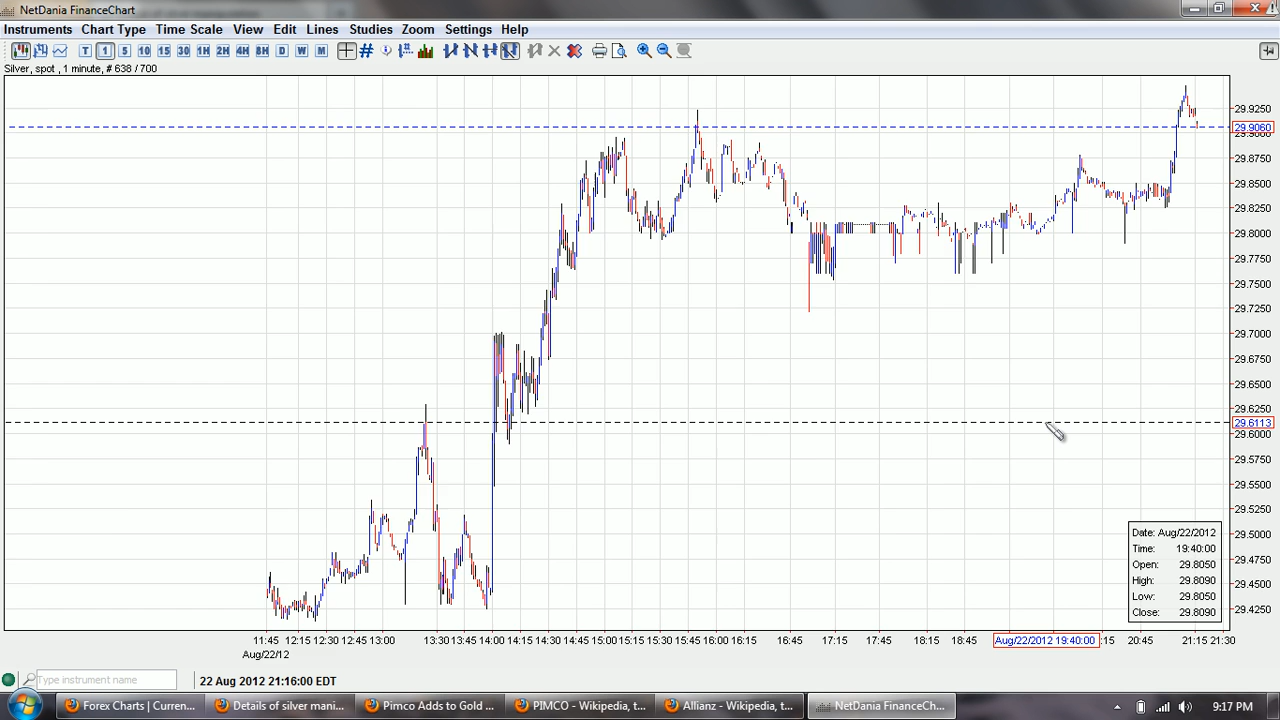 NetDania FinanceChart
Instruments Chart Type Time Scale View Edit Lines Studies Zoom Settings Help
T 1 5 10 15 30 1H 2H 4H 8H D W M
Silver, spot , 1 minute, # 638 / 700
29.9250
29.9060
29.8750
29.8500
29.8250
29.8000
29.7750
29.7500
29.7250
29.7000
29.6750
29.6500
29.6250
29.6113
29.6000
29.5750
29.5500
29.5250
29.5000
29.4750
29.4500
29.4250
Date: Aug/22/2012
Time: 19:40:00
Open: 29.8050
High: 29.8090
Low: 29.8050
Close: 29.8090
11:45 12:15 12:30 12:45 13:00 13:30 13:45 14:00 14:15 14:30 14:45 15:00 15:15 15:30 15:45 16:00 16:15 16:45 17:15 17:45 18:15 18:45 Aug/22/2012 19:40:00 :15 20:45 21:15 21:30
Aug/22/12
Type instrument name 22 Aug 2012 21:16:00 EDT
Forex Charts | Curren... Details of silver mani... Pimco Adds to Gold ... PIMCO - Wikipedia, t... Allianz - Wikipedia, t... NetDania FinanceCh... 9:17 PM